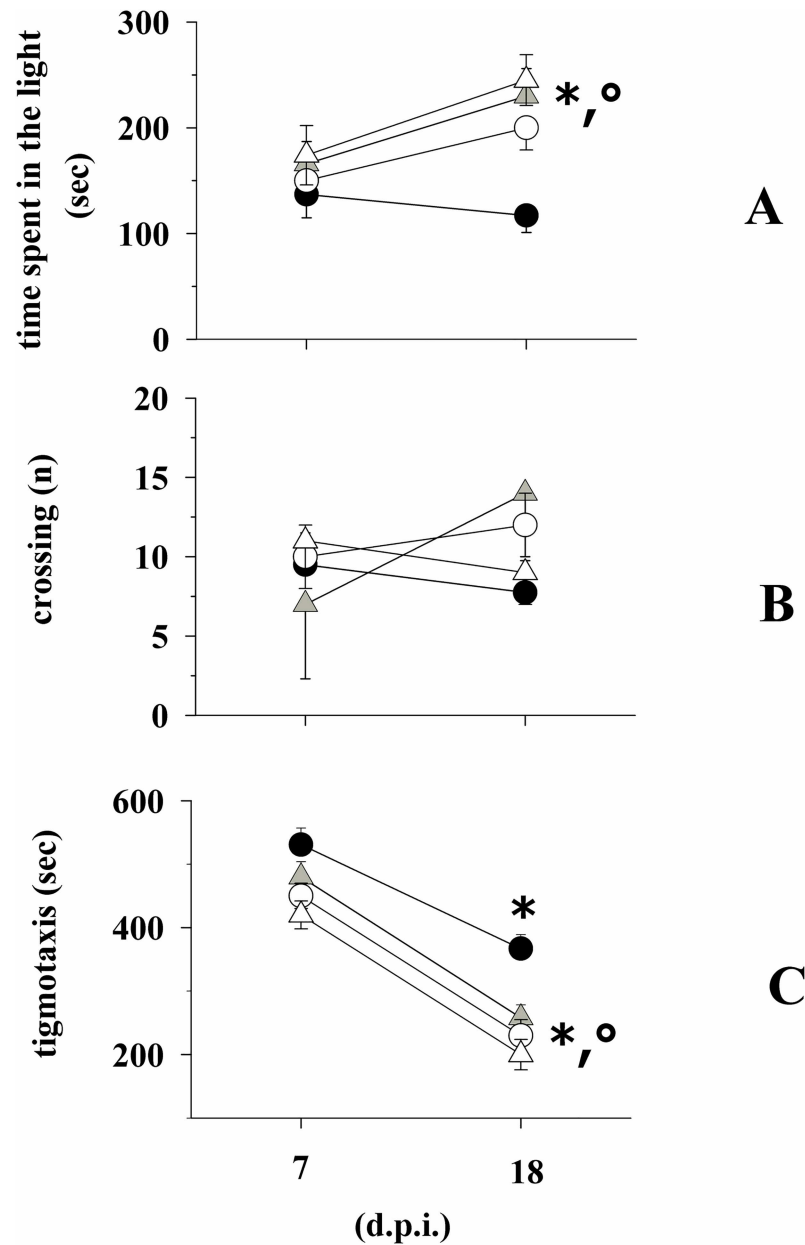 time spent in the light
(sec)
300
200
100
0
*,°
A
crossing (n)
20
15
10
5
0
B
tigmotaxis (sec)
600
400
200
*
*,°
C
7
18
(d.p.i.)